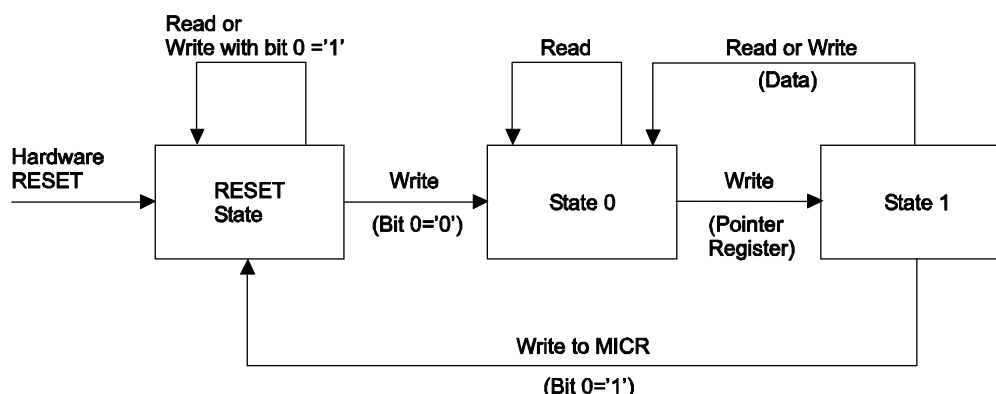 Read or
Write with bit 0 ='1'
Read
Read or Write
(Data)
Hardware
RESET
RESET
State
Write
(Bit 0='0')
State 0
Write
(Pointer
Register)
State 1
Write to MICR
(Bit 0='1')